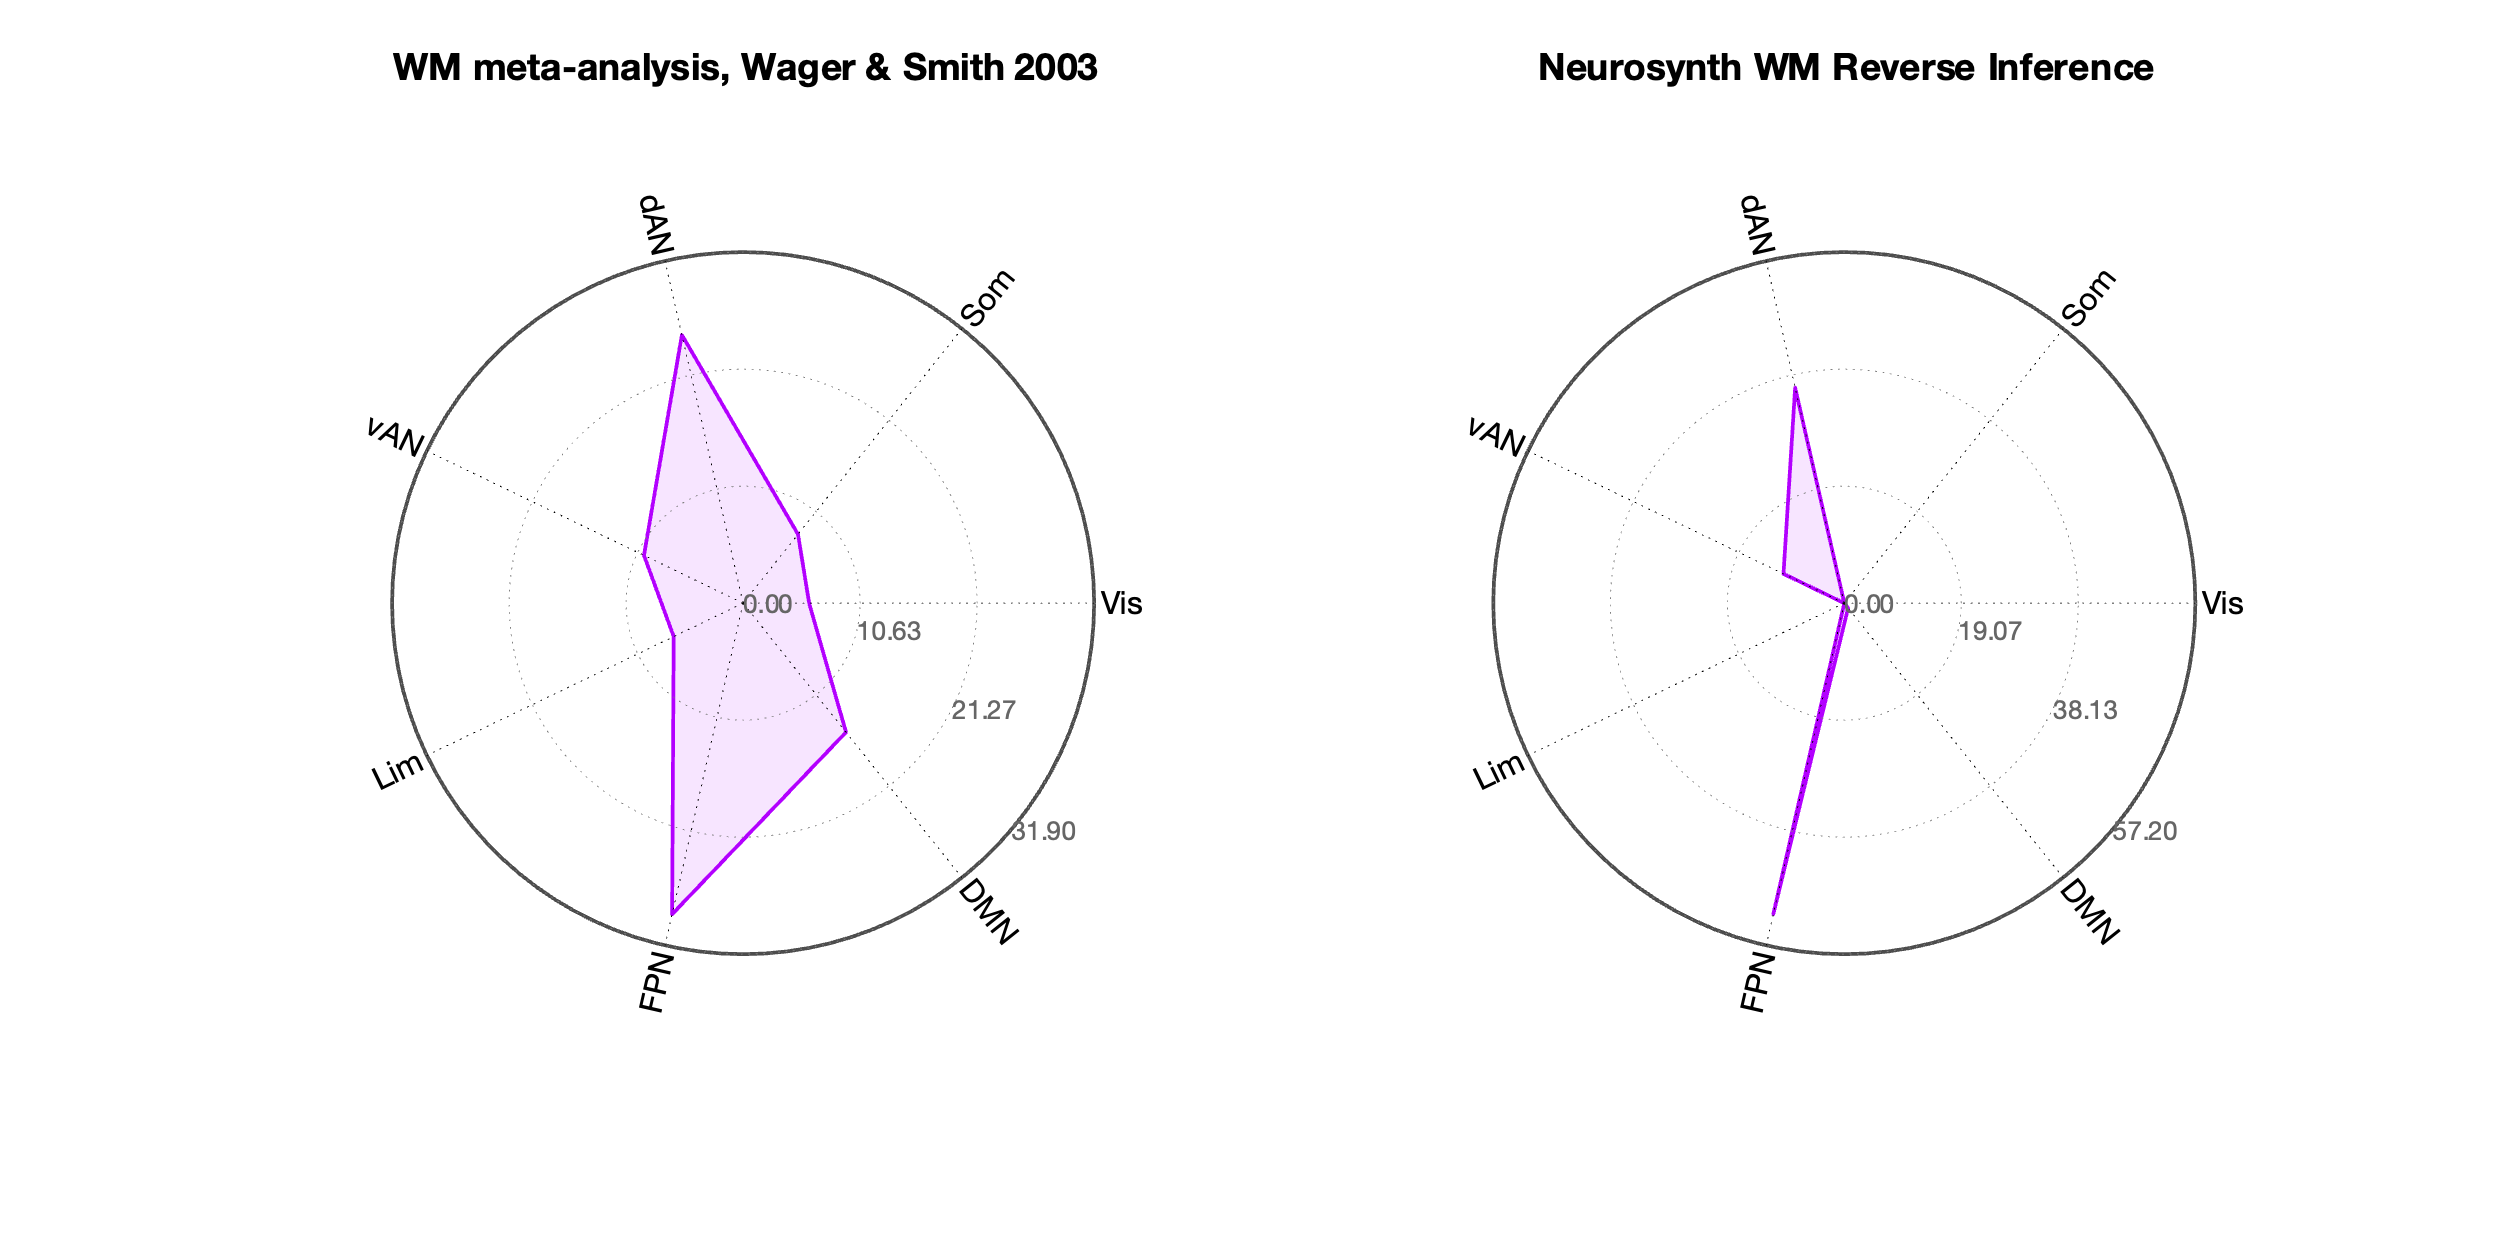 WM meta-analysis, Wager & Smith 2003
dAN
Som
vAN
Vis
0.00
10.63
21.27
31.90
Lim
FPN
DMN
Neurosynth WM Reverse Inference
dAN
Som
vAN
Vis
0.00
19.07
38.13
57.20
Lim
FPN
DMN